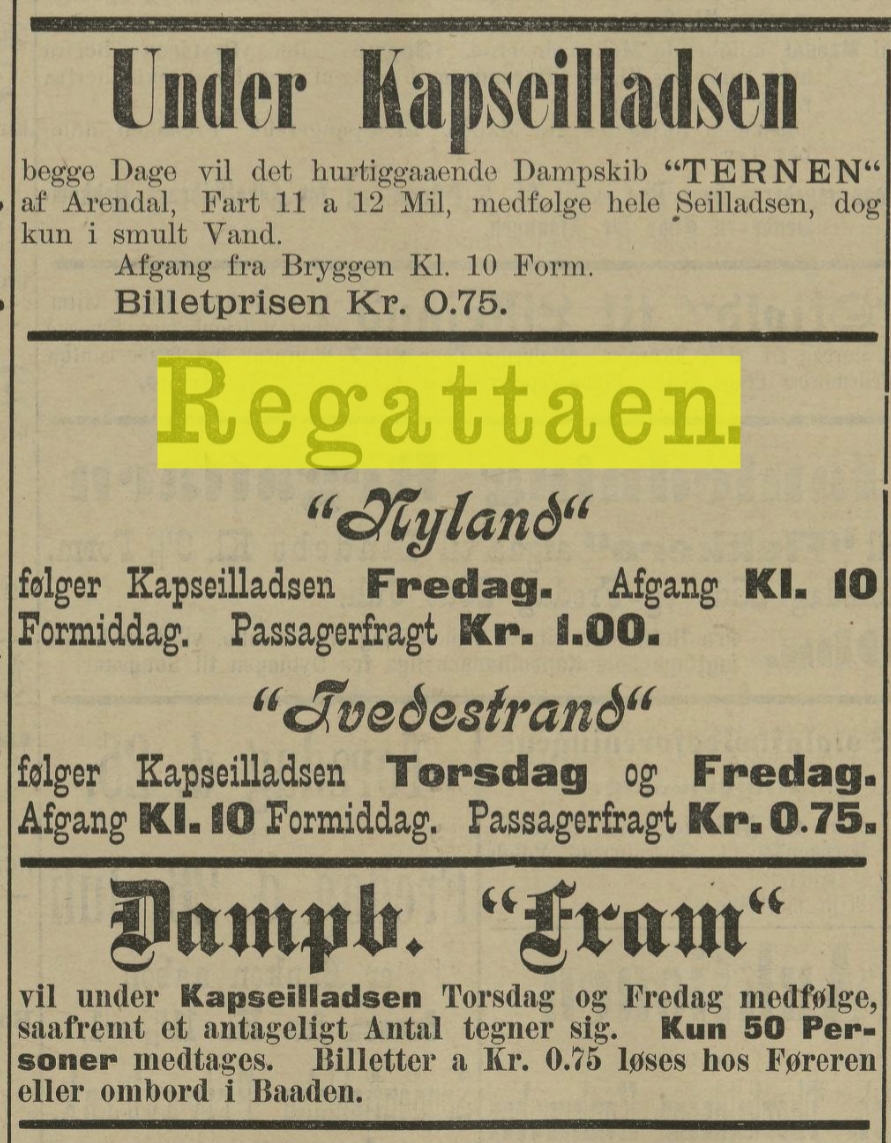 Under Kapseilladsen
begge Dage vil det hurtiggaaende Dampskib “TERNEN“
af Arendal, Fart 11 a 12 Mil, medfølge hele Seilladsen, dog
kun i smult Vand.
Afgang fra Bryggen Kl. 10 Form.
Billetprisen Kr. 0.75.
Regattaen.
“Nyland“
følger Kapseilladsen Fredag. Afgang Kl. 10
Formiddag. Passagerfragt Kr. 1.00.
“Tvedestrand“
følger Kapseilladsen Torsdag og Fredag.
Afgang Kl. 10 Formiddag. Passagerfragt Kr. 0.75.
Dampb. “Fram“
vil under Kapseilladsen Torsdag og Fredag medfølge,
saafremt et antageligt Antal tegner sig. Kun 50 Per-
soner medtages. Billetter a Kr. 0.75 løses hos Føreren
eller ombord i Baaden.